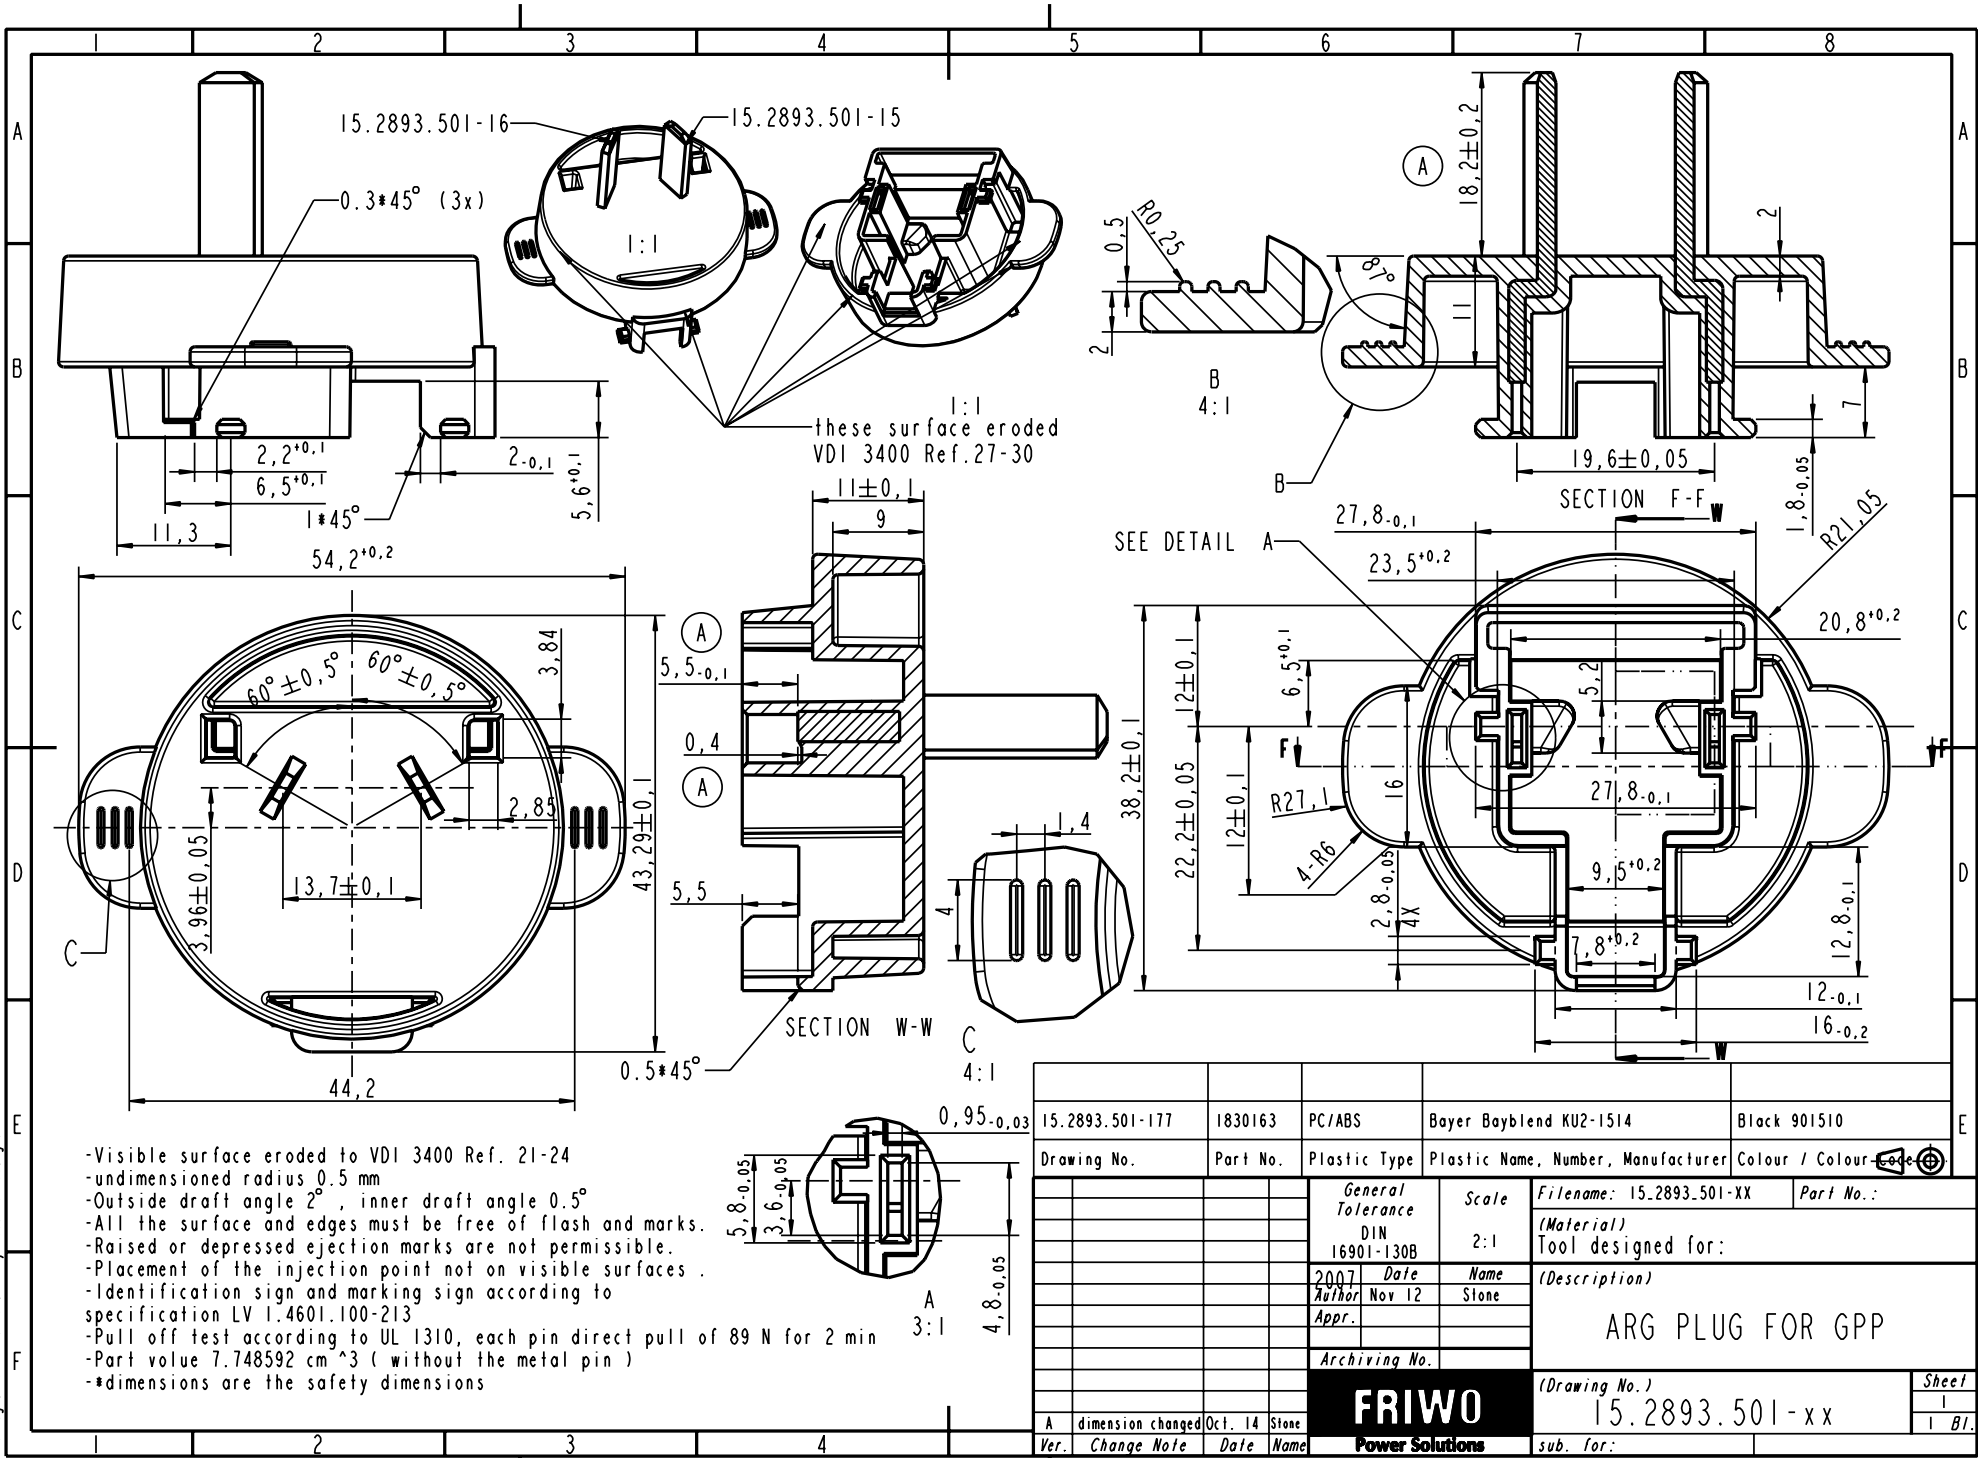 1 2 3 4 5 6 7 8
A
A
15.2893.501-16
15.2893.501-15
0.3*45° (3x)
1:1
1:1
these surface eroded
VDI 3400 Ref.27-30
B
B
2,2+0,1
6,5+0,1
11,3
1*45°
2-0,1
5,6+0,1
0,5
R0,25
2
B
4:1
A
18,2±0,2
2
87°
11
7
1,8-0,05
19,6±0,05
B
SECTION F-F
C
C
54,2+0,2
60°±0,5°
60°±0,5°
3,84
2,85
43,29±0,1
3,96±0,05
13,7±0,1
C
44,2
D
D
11±0,1
9
A
5,5-0,1
0,4
A
5,5
0.5*45°
SECTION W-W
1,4
4
C
4:1
SEE DETAIL A
27,8-0,1
W
R21,05
23,5+0,2
20,8+0,2
12±0,1
6,5+0,1
5,2
38,2±0,1
22,2±0,05
12±0,1
F
F
16
R27,1
27,8-0,1
4-R6
2,8-0,05
4X
9,5+0,2
7,8+0,2
12,8-0,1
12-0,1
16-0,2
W
E
E
0,95-0,03
5,8-0,05
3,6-0,05
4,8-0,05
A
3:1
-Visible surface eroded to VDI 3400 Ref. 21-24
-undimensioned radius 0.5 mm
-Outside draft angle 2° , inner draft angle 0.5°
-All the surface and edges must be free of flash and marks.
-Raised or depressed ejection marks are not permissible.
-Placement of the injection point not on visible surfaces .
-Identification sign and marking sign according to
specification LV 1.4601.100-213
-Pull off test according to UL 1310, each pin direct pull of 89 N for 2 min
-Part volue 7.748592 cm ^3 ( without the metal pin )
-*dimensions are the safety dimensions
F
15.2893.501-177 1830163 PC/ABS Bayer Bayblend KU2-1514 Black 901510
Drawing No. Part No. Plastic Type Plastic Name, Number, Manufacturer Colour / Colour-code
General
Tolerance
DIN
16901-130B
Scale
2:1
Filename: 15_2893_501-XX Part No.:
(Material)
Tool designed for:
2007 Date Name
Author Nov 12 Stone
Appr.
Archiving No.
(Description)
ARG PLUG FOR GPP
FRIWO
Power Solutions
(Drawing No.)
15.2893.501-xx
Sheet
1
1 Bl.
sub. for:
A dimension changed Oct. 14 Stone
Ver. Change Note Date Name
1 2 3 4